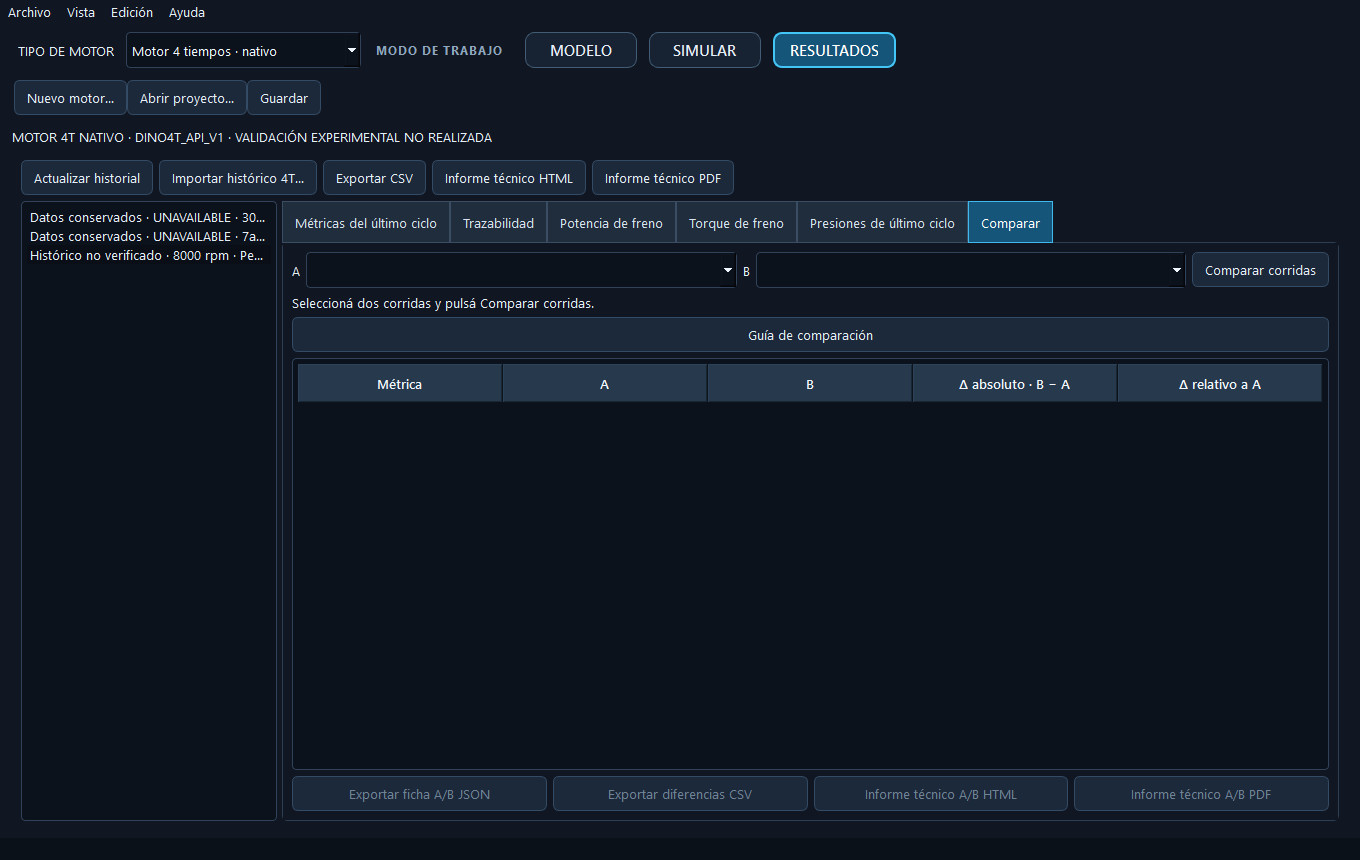 Archivo Vista Edición Ayuda
TIPO DE MOTOR Motor 4 tiempos · nativo MODO DE TRABAJO MODELO SIMULAR RESULTADOS
Nuevo motor... Abrir proyecto... Guardar
MOTOR 4T NATIVO · DINO4T_API_V1 · VALIDACIÓN EXPERIMENTAL NO REALIZADA
Actualizar historial Importar histórico 4T... Exportar CSV Informe técnico HTML Informe técnico PDF
Datos conservados · UNAVAILABLE · 30...
Datos conservados · UNAVAILABLE · 7a...
Histórico no verificado · 8000 rpm · Pe...
Métricas del último ciclo Trazabilidad Potencia de freno Torque de freno Presiones de último ciclo Comparar
A B Comparar corridas
Seleccioná dos corridas y pulsá Comparar corridas.
Guía de comparación
Métrica A B Δ absoluto · B − A Δ relativo a A
Exportar ficha A/B JSON Exportar diferencias CSV Informe técnico A/B HTML Informe técnico A/B PDF